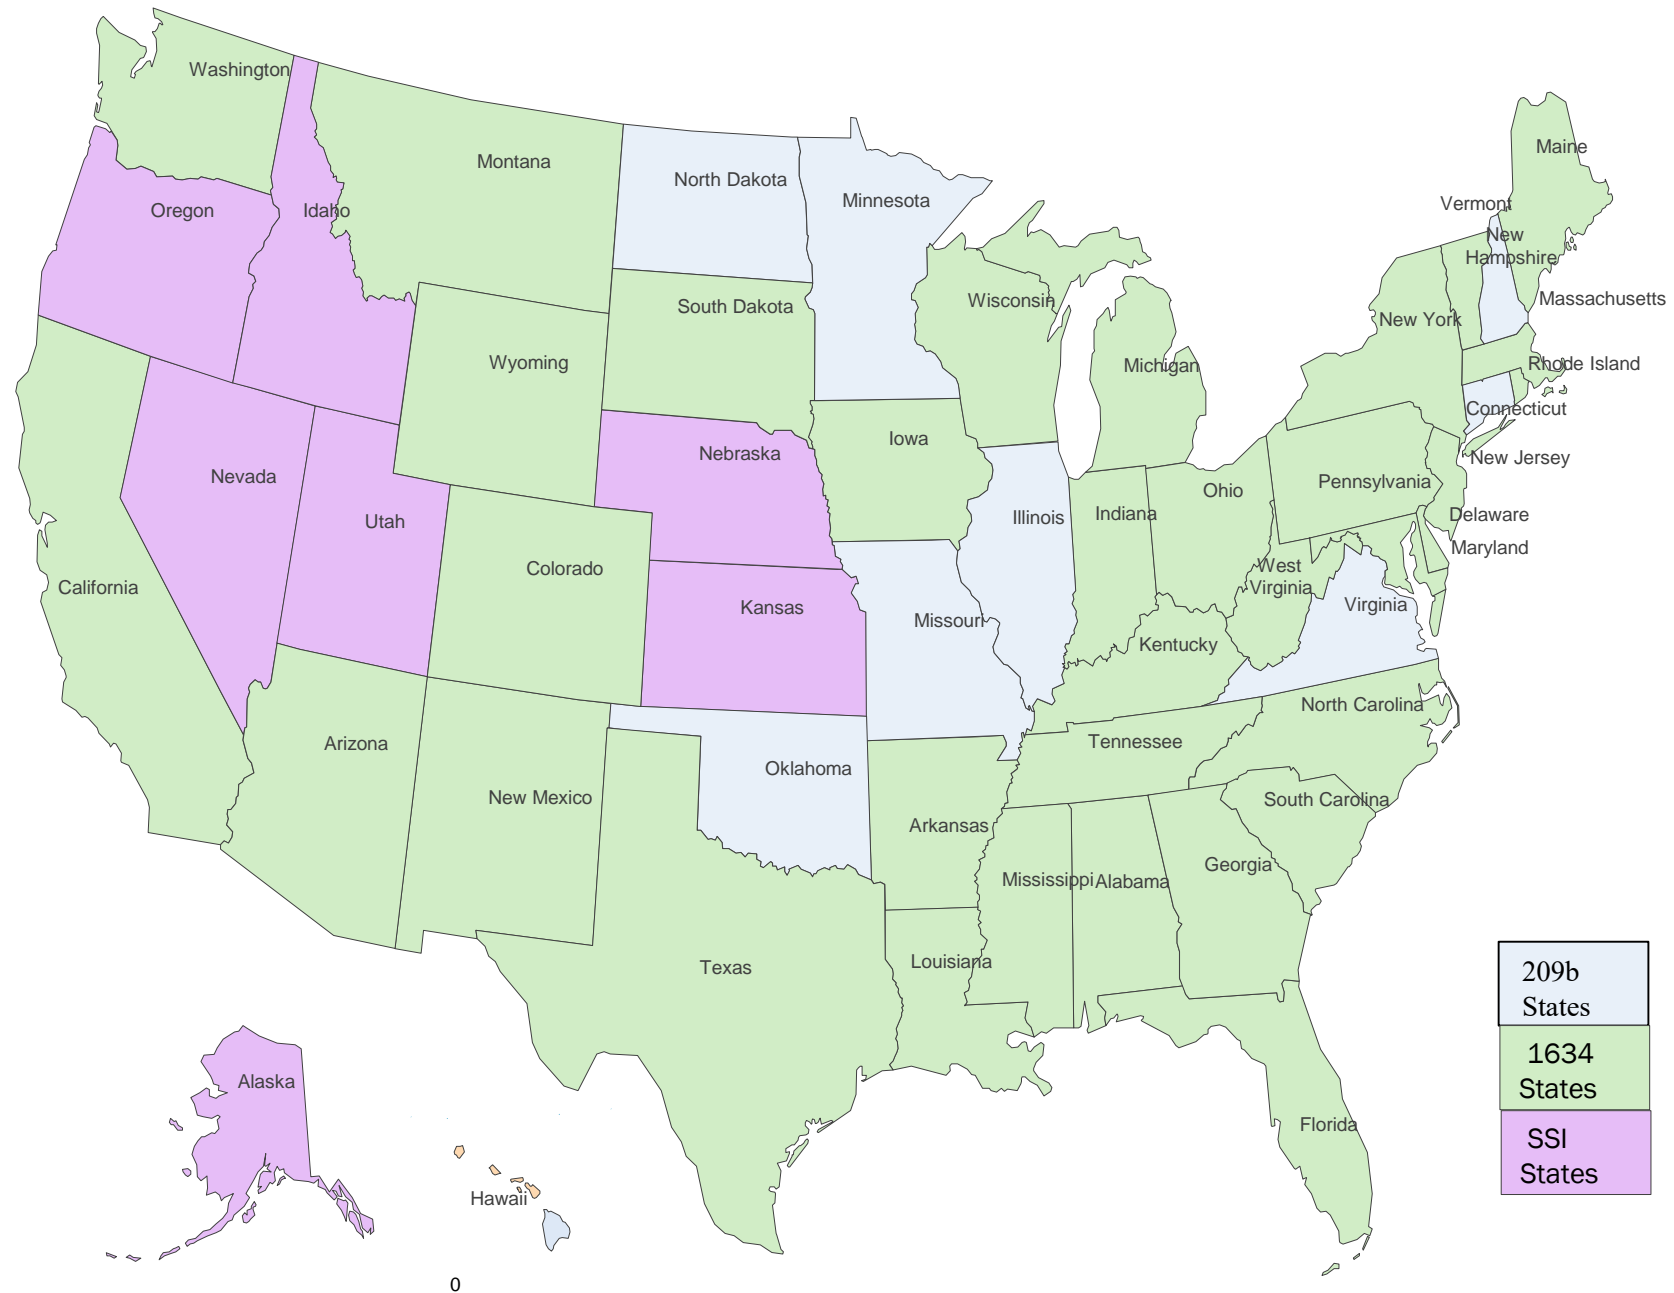 Washington
Montana
North Dakota
Minnesota
Maine
Oregon
Idaho
Vermont
New
Hampshire
South Dakota
Wisconsin
Massachusetts
New York
Wyoming
Michigan
Rhode Island
Connecticut
Nebraska
Iowa
New Jersey
Nevada
Utah
Illinois
Indiana
Ohio
Pennsylvania
Delaware
Maryland
California
Colorado
Kansas
Missouri
West
Virginia
Virginia
Kentucky
North Carolina
Arizona
Tennessee
New Mexico
Oklahoma
South Carolina
Arkansas
Georgia
Mississippi
Alabama
Texas
Louisiana
209b
States
1634
States
SSI
States
Alaska
Florida
Hawaii
0